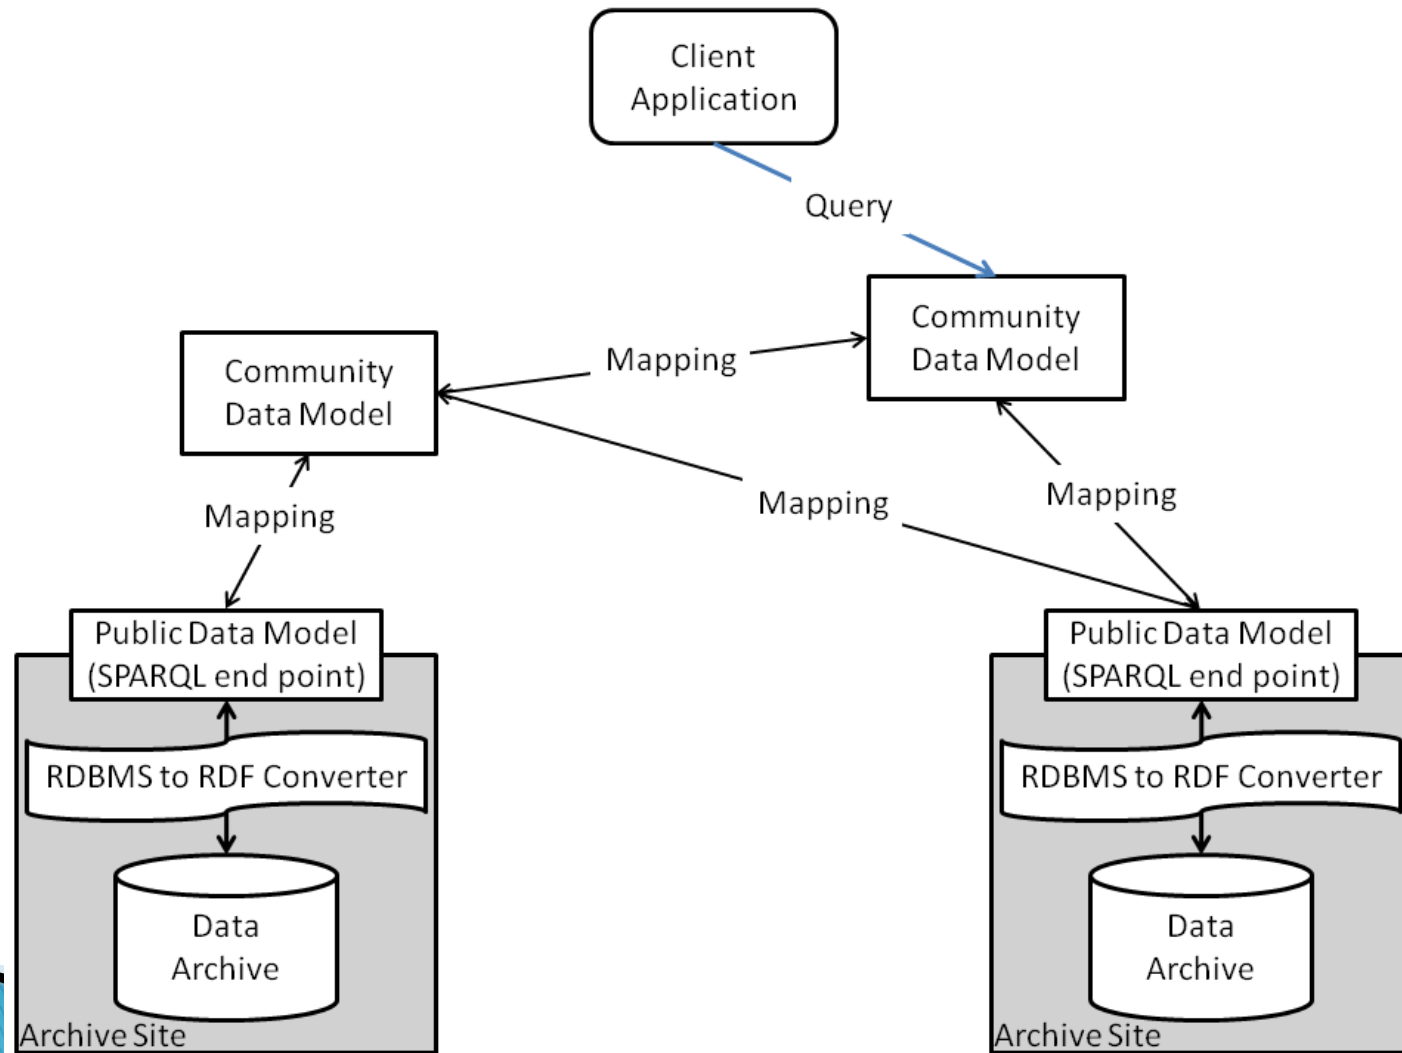 Client
Application
Query
Community
Data Model
Mapping
Community
Data Model
Mapping
Mapping
Mapping
Public Data Model
(SPARQL end point)
RDBMS to RDF Converter
Data
Archive
Archive Site
Public Data Model
(SPARQL end point)
RDBMS to RDF Converter
Data
Archive
Archive Site